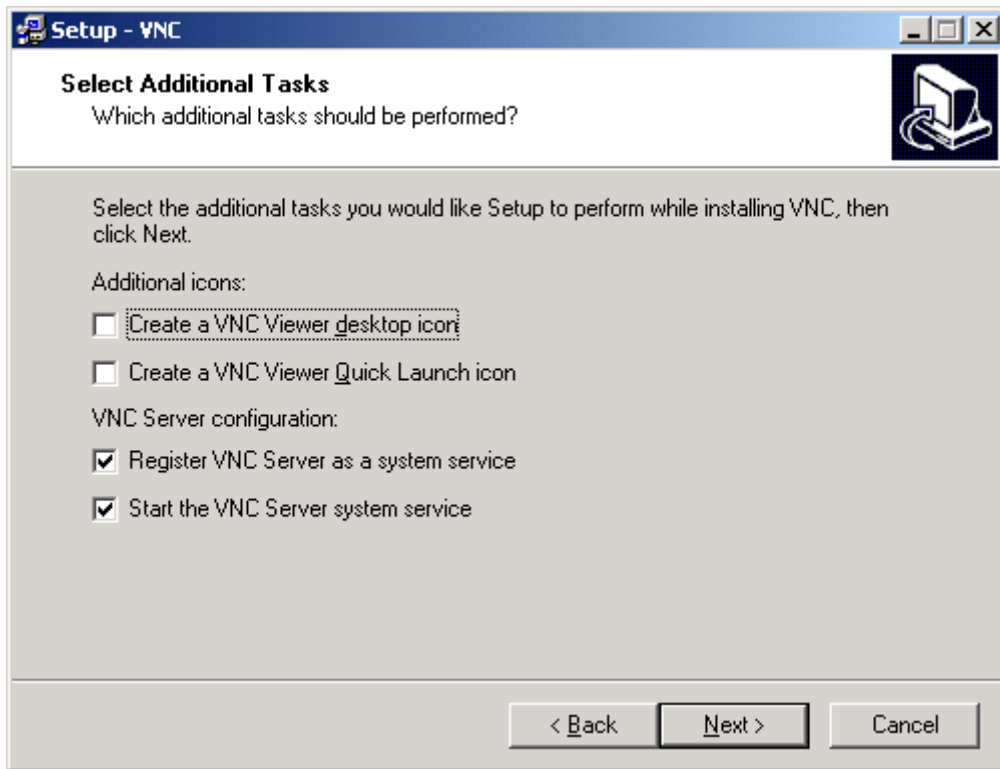 Setup - VNC
Select Additional Tasks
Which additional tasks should be performed?
Select the additional tasks you would like Setup to perform while installing VNC, then
click Next.
Additional icons:
Create a VNC Viewer desktop icon
Create a VNC Viewer Quick Launch icon
VNC Server configuration:
Register VNC Server as a system service
Start the VNC Server system service
< Back
Next >
Cancel